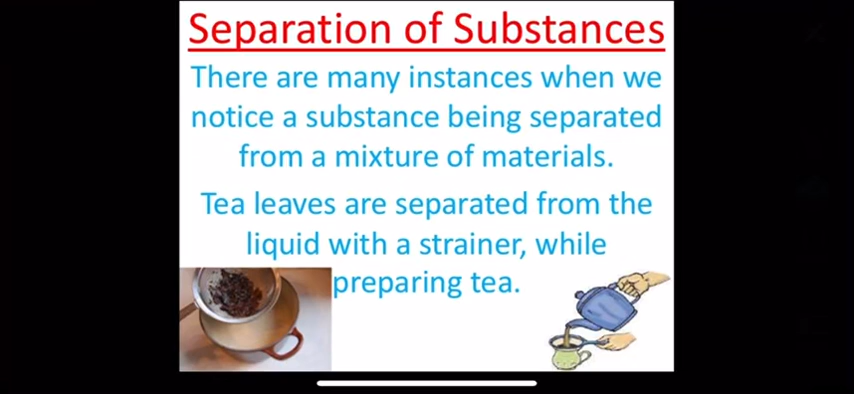 Separation of Substances
There are many instances when we
notice a substance being separated
from a mixture of materials.
Tea leaves are separated from the
liquid with a strainer, while
preparing tea.